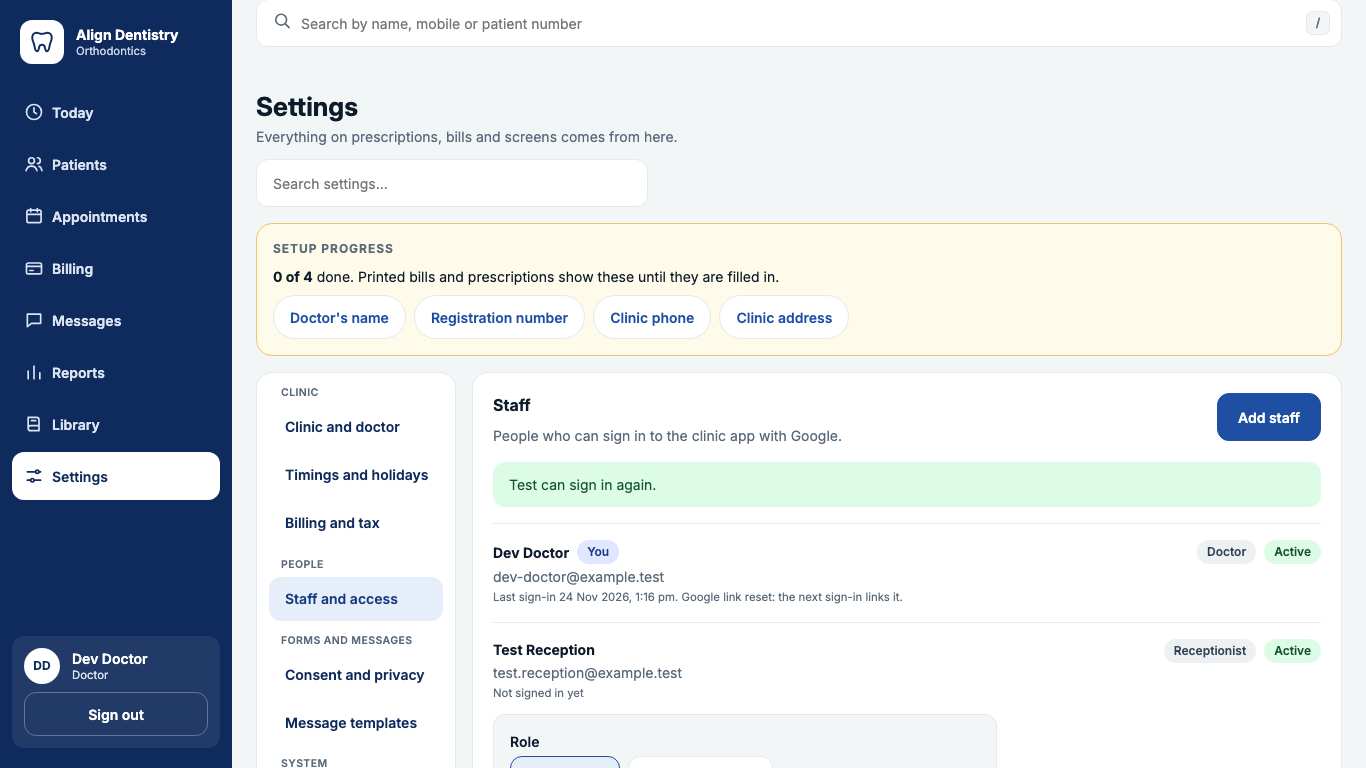 Align Dentistry
Orthodontics
Today
Patients
Appointments
Billing
Messages
Reports
Library
Settings
DD
Dev Doctor
Doctor
Sign out
Search by name, mobile or patient number
/
Settings
Everything on prescriptions, bills and screens comes from here.
Search settings...
SETUP PROGRESS
0 of 4 done. Printed bills and prescriptions show these until they are filled in.
Doctor's name
Registration number
Clinic phone
Clinic address
CLINIC
Clinic and doctor
Timings and holidays
Billing and tax
PEOPLE
Staff and access
FORMS AND MESSAGES
Consent and privacy
Message templates
SYSTEM
Staff
People who can sign in to the clinic app with Google.
Add staff
Test can sign in again.
Dev Doctor You Doctor Active
dev-doctor@example.test
Last sign-in 24 Nov 2026, 1:16 pm. Google link reset: the next sign-in links it.
Test Reception Receptionist Active
test.reception@example.test
Not signed in yet
Role